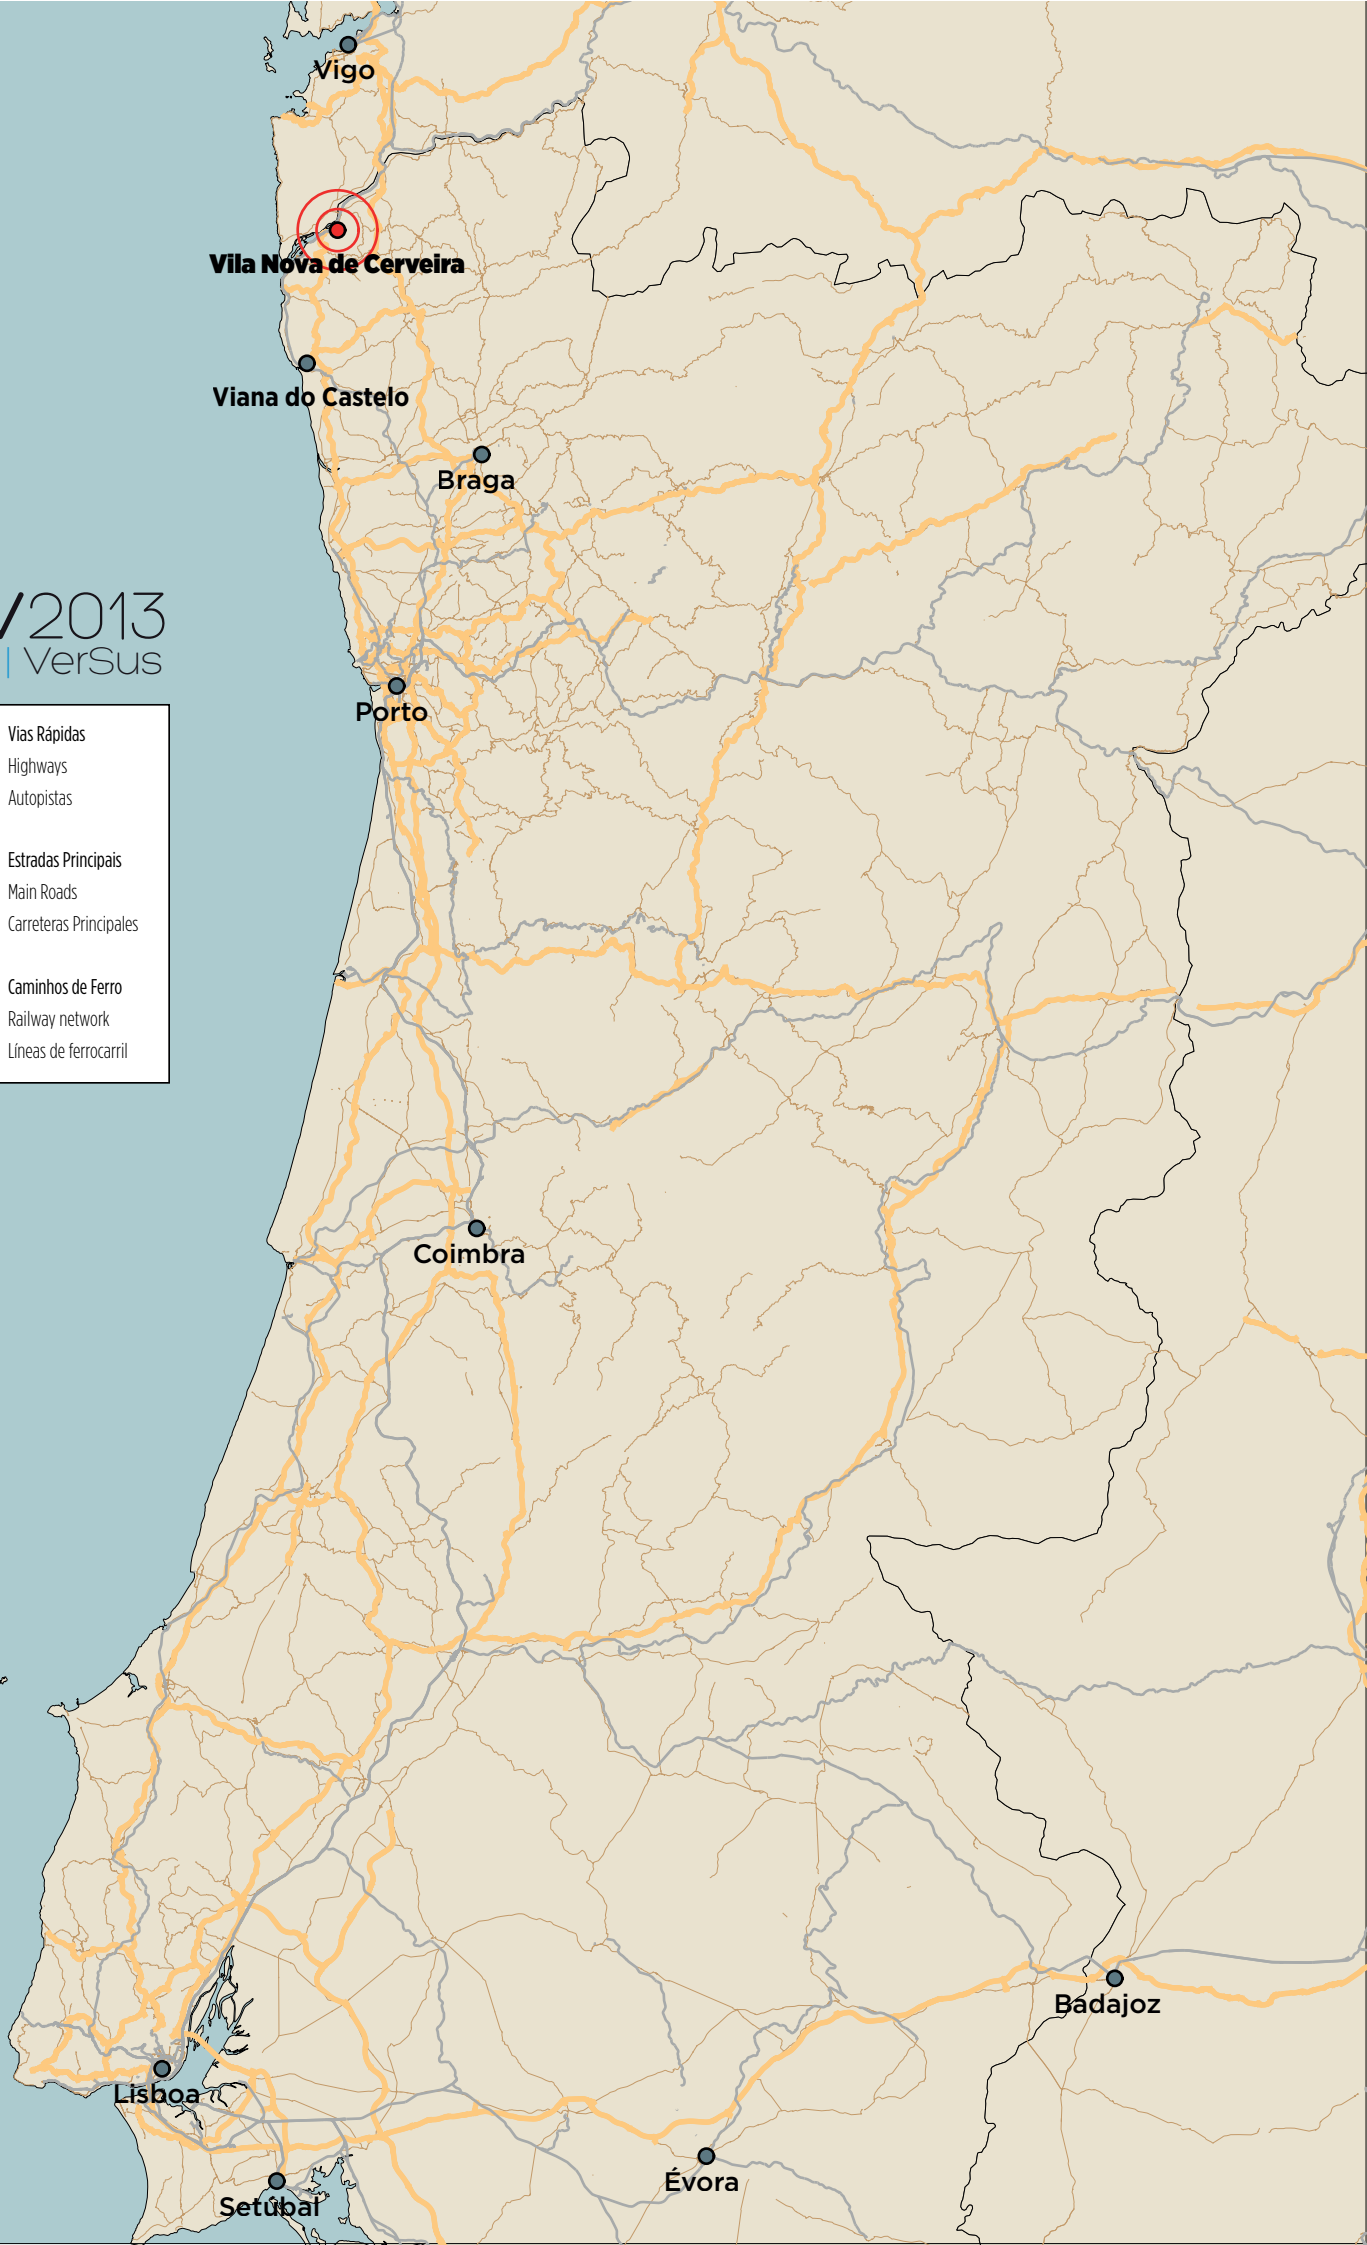 Vigo
Vila Nova de Cerveira
Viana do Castelo
Braga
/2013
| VerSus
Porto
Vias Rápidas
Highways
Autopistas
Estradas Principais
Main Roads
Carreteras Principales
Caminhos de Ferro
Railway network
Líneas de ferrocarril
Coimbra
Badajoz
Lisboa
Évora
Setúbal